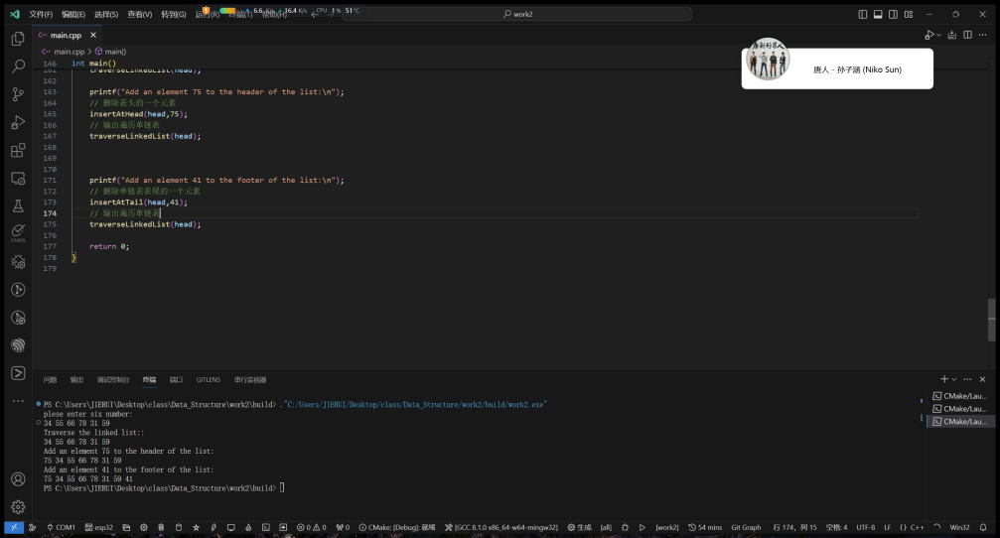 文件(F) 编辑(E) 选择(S) 查看(V) 转到(G) 运行(R) 终端(T) 帮助(H) 6.6 K/s 16.4 K/s CPU 1% 51℃ work2
main.cpp
main.cpp > main()
146 int main()
161 traverseLinkedList(head);
162
163 printf("Add an element 75 to the header of the list:\n");
164 // 删除表头的一个元素
165 insertAtHead(head,75);
166 // 输出遍历单链表
167 traverseLinkedList(head);
168
169
170
171 printf("Add an element 41 to the footer of the list:\n");
172 // 删除单链表表尾的一个元素
173 insertAtTail(head,41);
174 // 输出遍历单链表
175 traverseLinkedList(head);
176
177 return 0;
178 }
179
唐人 - 孙子涵 (Niko Sun)
CMSIS
问题 输出 调试控制台 终端 端口 GITLENS 串行监视器
PS C:\Users\JIERUI\Desktop\class\Data_Structure\work2\build> ."C:/Users/JIERUI/Desktop/class/Data_Structure/work2/build/work2.exe"
plese enter six number:
34 55 66 78 31 59
Traverse the linked list::
34 55 66 78 31 59
Add an element 75 to the header of the list:
75 34 55 66 78 31 59
Add an element 41 to the footer of the list:
75 34 55 66 78 31 59 41
PS C:\Users\JIERUI\Desktop\class\Data_Structure\work2\build>
CMake/Lau...
CMake/Lau...
CMake/Lau...
COM1 esp32 0 0 0 CMake: [Debug]: 就绪 [GCC 8.1.0 x86_64-w64-mingw32] 生成 [all] [work2] 54 mins Git Graph 行 174，列 15 空格: 4 UTF-8 LF {} C++ Win32